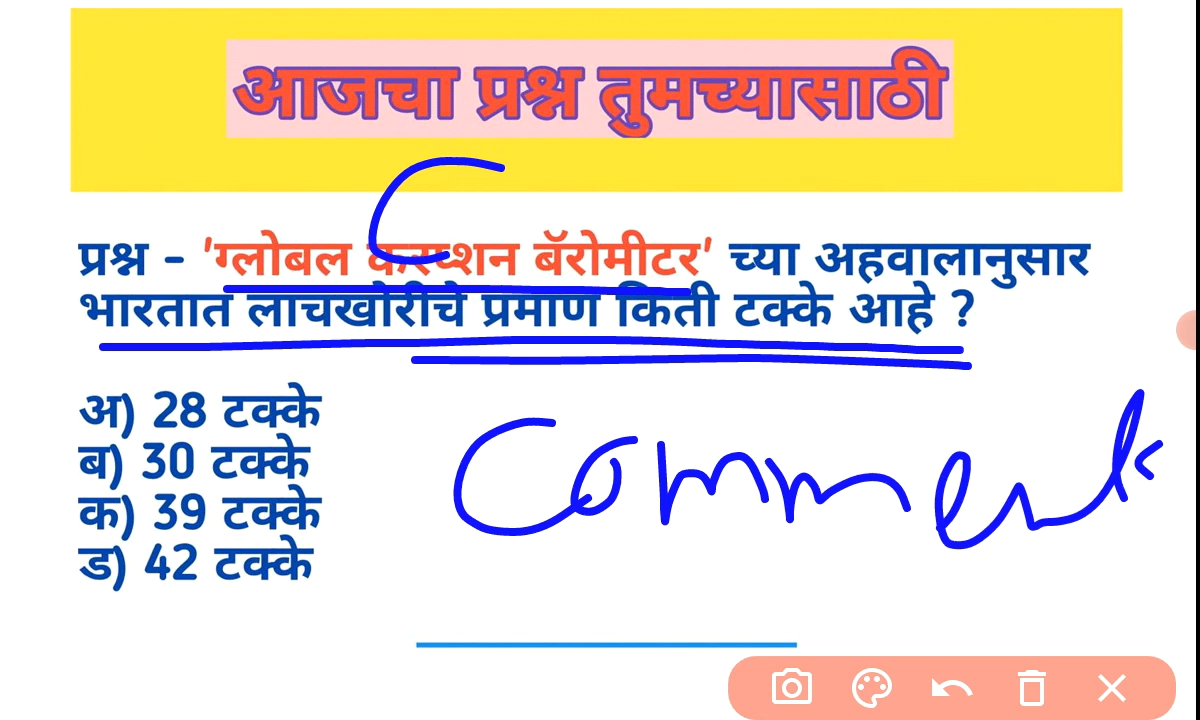 आजचा प्रश्न तुमच्यासाठी
प्रश्न - 'ग्लोबल करप्शन बॅरोमीटर' च्या अहवालानुसार
भारतात लाचखोरीचे प्रमाण किती टक्के आहे ?
अ) 28 टक्के
ब) 30 टक्के
क) 39 टक्के
ड) 42 टक्के
Comment